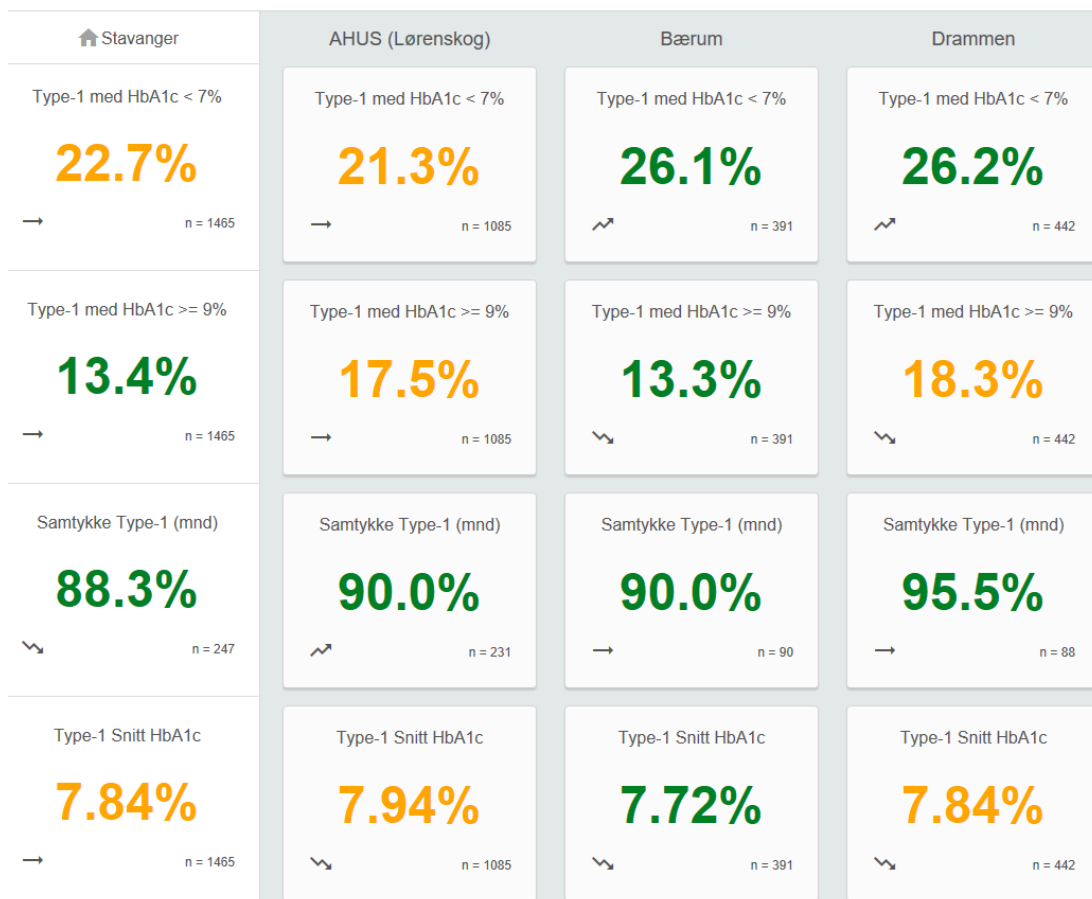 Stavanger
AHUS (Lørenskog)
Bærum
Drammen
Type-1 med HbA1c < 7%
22.7%
n = 1465
Type-1 med HbA1c < 7%
21.3%
n = 1085
Type-1 med HbA1c < 7%
26.1%
n = 391
Type-1 med HbA1c < 7%
26.2%
n = 442
Type-1 med HbA1c >= 9%
13.4%
n = 1465
Type-1 med HbA1c >= 9%
17.5%
n = 1085
Type-1 med HbA1c >= 9%
13.3%
n = 391
Type-1 med HbA1c >= 9%
18.3%
n = 442
Samtykke Type-1 (mnd)
88.3%
n = 247
Samtykke Type-1 (mnd)
90.0%
n = 231
Samtykke Type-1 (mnd)
90.0%
n = 90
Samtykke Type-1 (mnd)
95.5%
n = 88
Type-1 Snitt HbA1c
7.84%
n = 1465
Type-1 Snitt HbA1c
7.94%
n = 1085
Type-1 Snitt HbA1c
7.72%
n = 391
Type-1 Snitt HbA1c
7.84%
n = 442